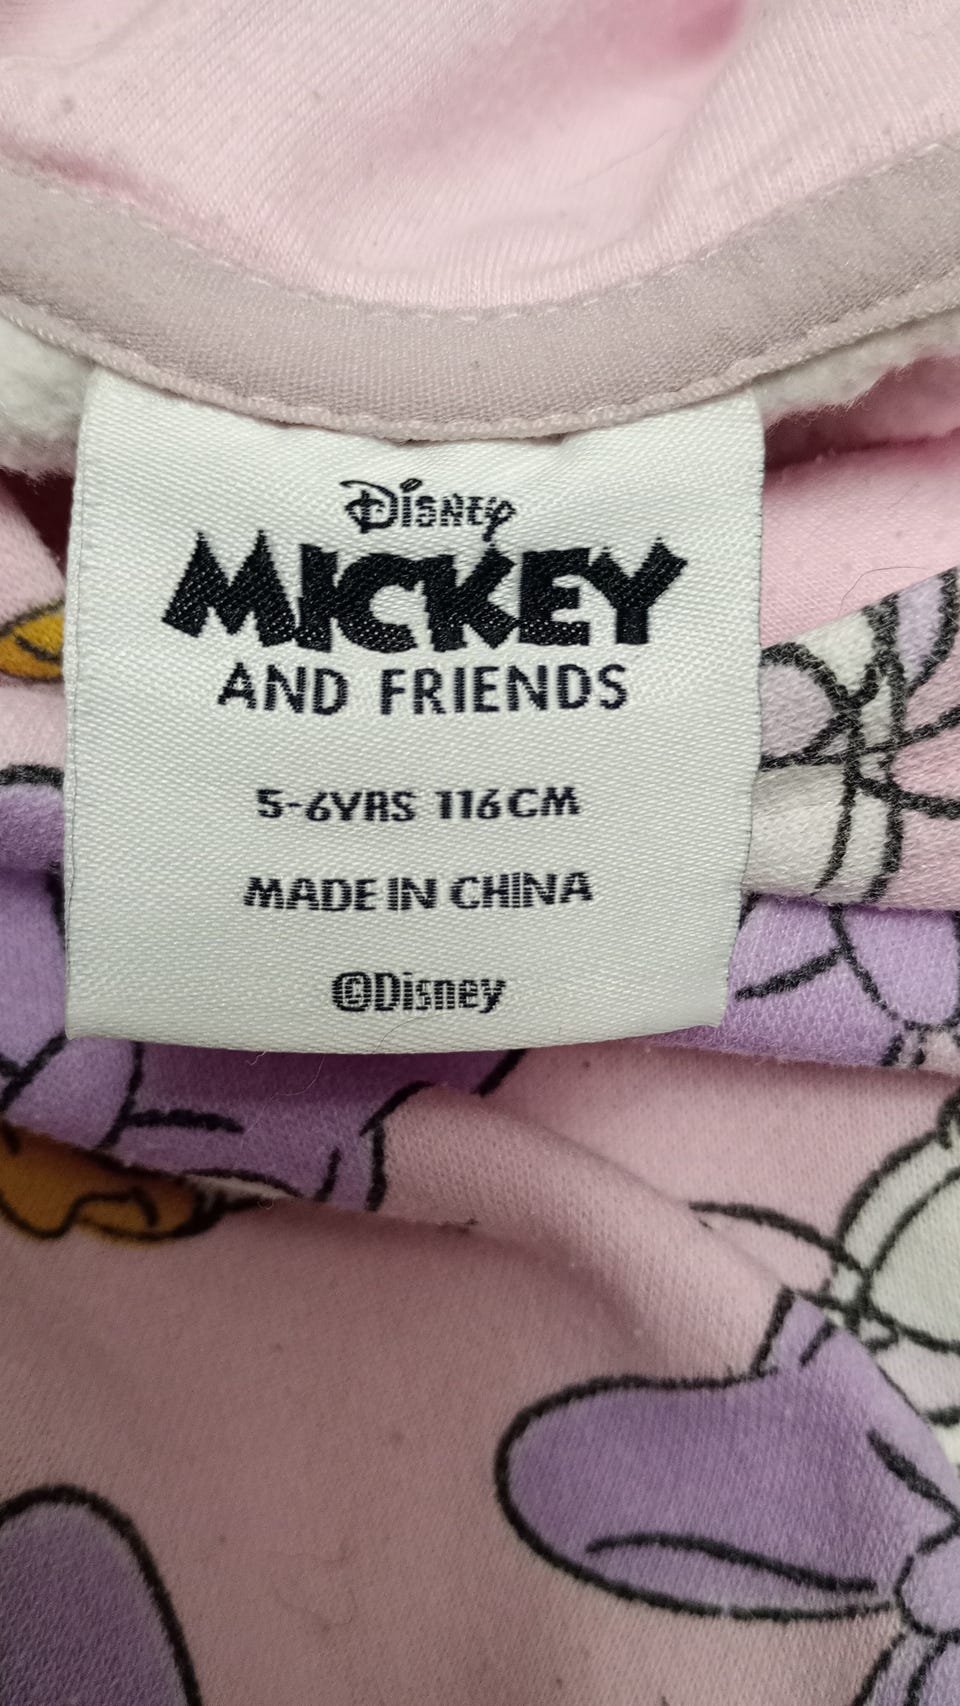 Disney
MICKEY
AND FRIENDS
5-6YRS 116CM
MADE IN CHINA
©Disney